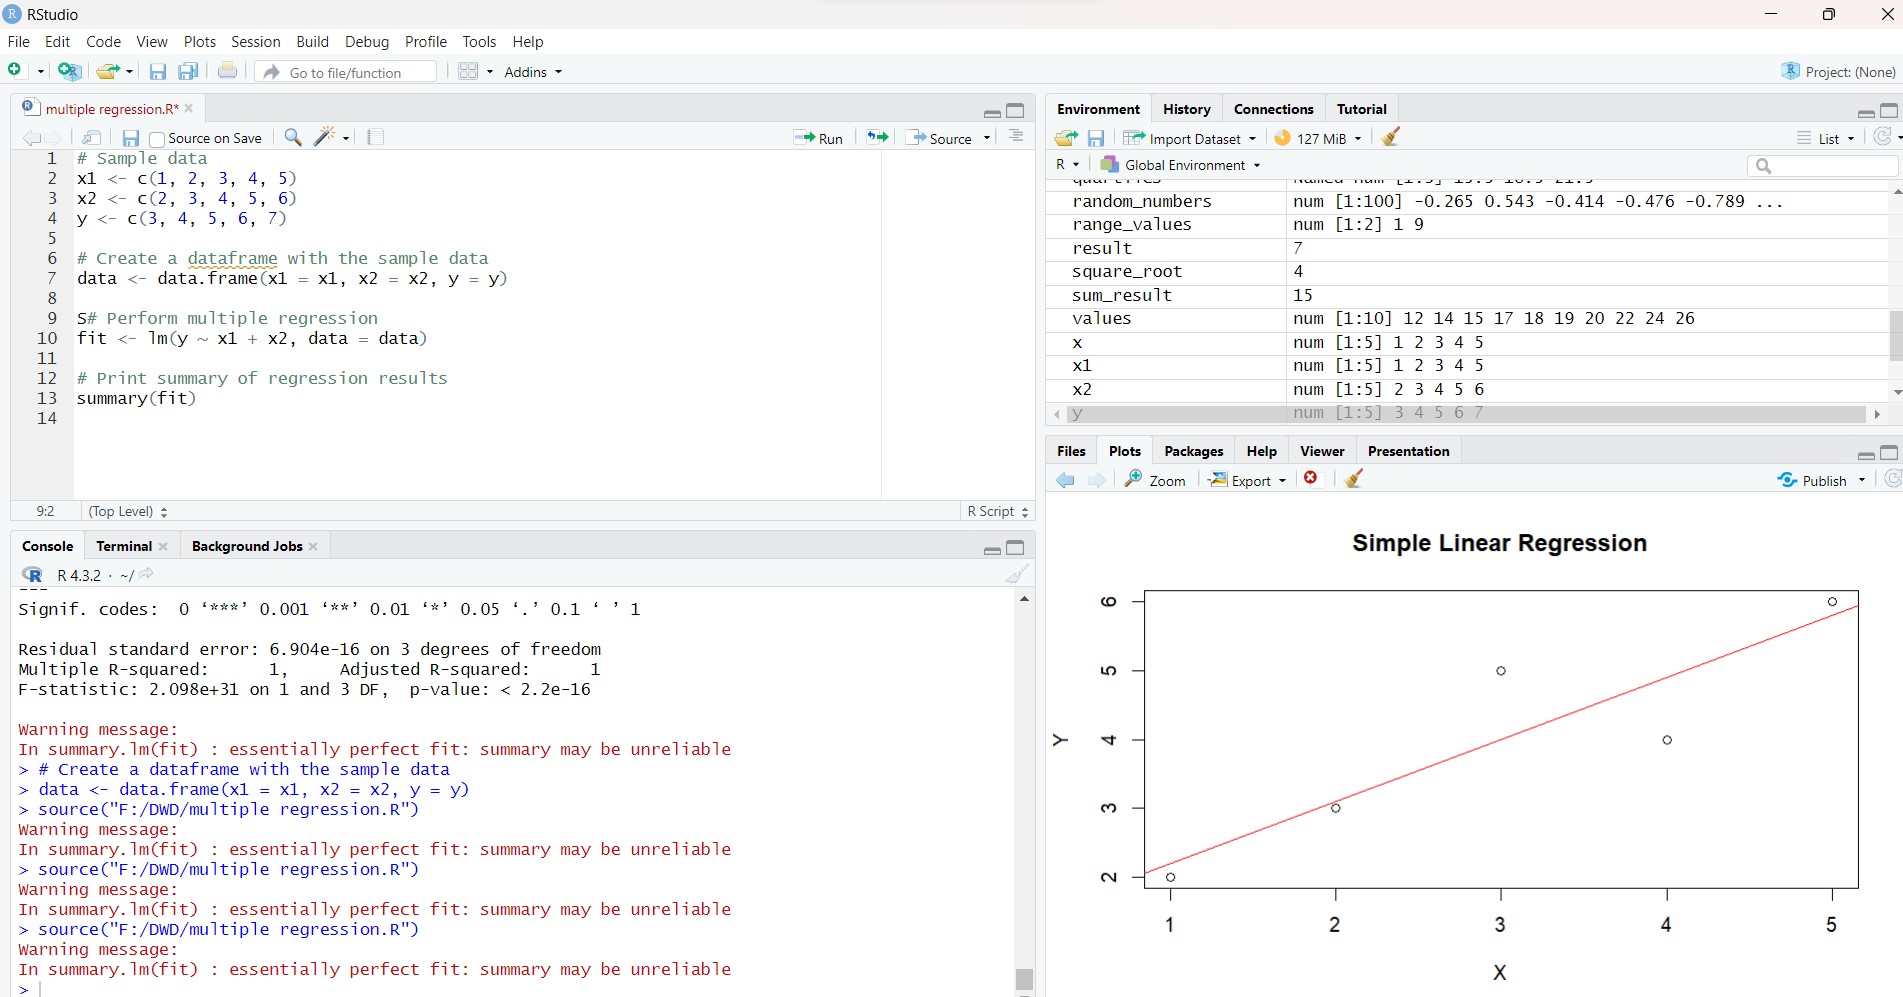 RStudio
File Edit Code View Plots Session Build Debug Profile Tools Help
Go to file/function Addins Project: (None)
multiple regression.R*
Source on Save Run Source
1 # Sample data
2 x1 <- c(1, 2, 3, 4, 5)
3 x2 <- c(2, 3, 4, 5, 6)
4 y <- c(3, 4, 5, 6, 7)
5
6 # Create a dataframe with the sample data
7 data <- data.frame(x1 = x1, x2 = x2, y = y)
8
9 S# Perform multiple regression
10 fit <- lm(y ~ x1 + x2, data = data)
11
12 # Print summary of regression results
13 summary(fit)
14
9:2 (Top Level) R Script
Console Terminal Background Jobs
R 4.3.2 · ~/
---
Signif. codes: 0 ‘***’ 0.001 ‘**’ 0.01 ‘*’ 0.05 ‘.’ 0.1 ‘ ’ 1
Residual standard error: 6.904e-16 on 3 degrees of freedom
Multiple R-squared: 1, Adjusted R-squared: 1
F-statistic: 2.098e+31 on 1 and 3 DF, p-value: < 2.2e-16
Warning message:
In summary.lm(fit) : essentially perfect fit: summary may be unreliable
> # Create a dataframe with the sample data
> data <- data.frame(x1 = x1, x2 = x2, y = y)
> source("F:/DWD/multiple regression.R")
Warning message:
In summary.lm(fit) : essentially perfect fit: summary may be unreliable
> source("F:/DWD/multiple regression.R")
Warning message:
In summary.lm(fit) : essentially perfect fit: summary may be unreliable
> source("F:/DWD/multiple regression.R")
Warning message:
In summary.lm(fit) : essentially perfect fit: summary may be unreliable
>
Environment History Connections Tutorial
Import Dataset 127 MiB List
R Global Environment
random_numbers num [1:100] -0.265 0.543 -0.414 -0.476 -0.789 ...
range_values num [1:2] 1 9
result 7
square_root 4
sum_result 15
values num [1:10] 12 14 15 17 18 19 20 22 24 26
x num [1:5] 1 2 3 4 5
x1 num [1:5] 1 2 3 4 5
x2 num [1:5] 2 3 4 5 6
y num [1:5] 3 4 5 6 7
Files Plots Packages Help Viewer Presentation
Zoom Export Publish
Simple Linear Regression
6
5
4
3
2
Y
1 2 3 4 5
X